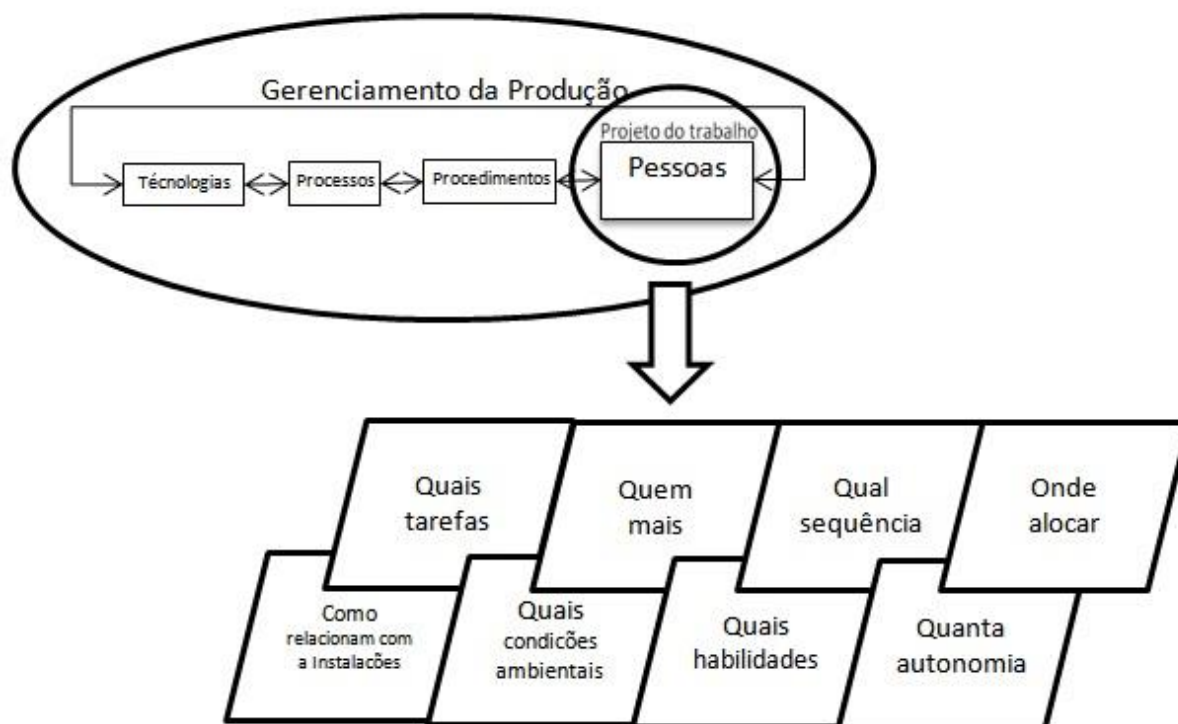 Gerenciamento da Produção
Projeto do trabalho
Técnologias
Processos
Procedimentos
Pessoas
Quais
tarefas
Quem
mais
Qual
sequência
Onde
alocar
Como
relacionam com
a Instalacões
Quais
condicões
ambientais
Quais
habilidades
Quanta
autonomia